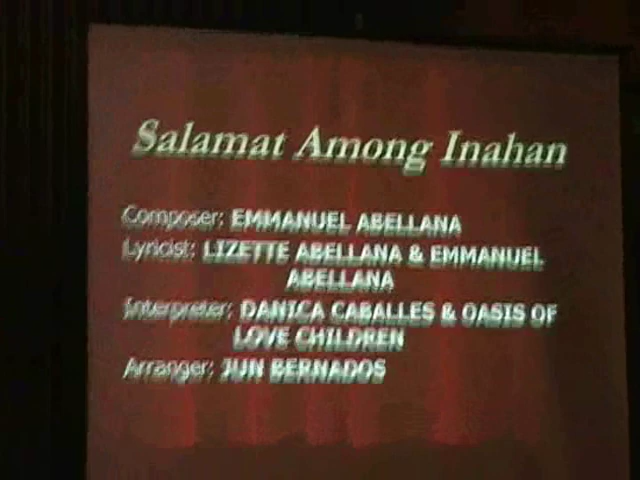 Salamat Among Inahan
Composer: EMMANUEL ABELLANA
Lyricist: LIZETTE ABELLANA & EMMANUEL
ABELLANA
Interpreter: DANICA CABALLES & OASIS OF
LOVE CHILDREN
Arranger: JUN BERNADOS